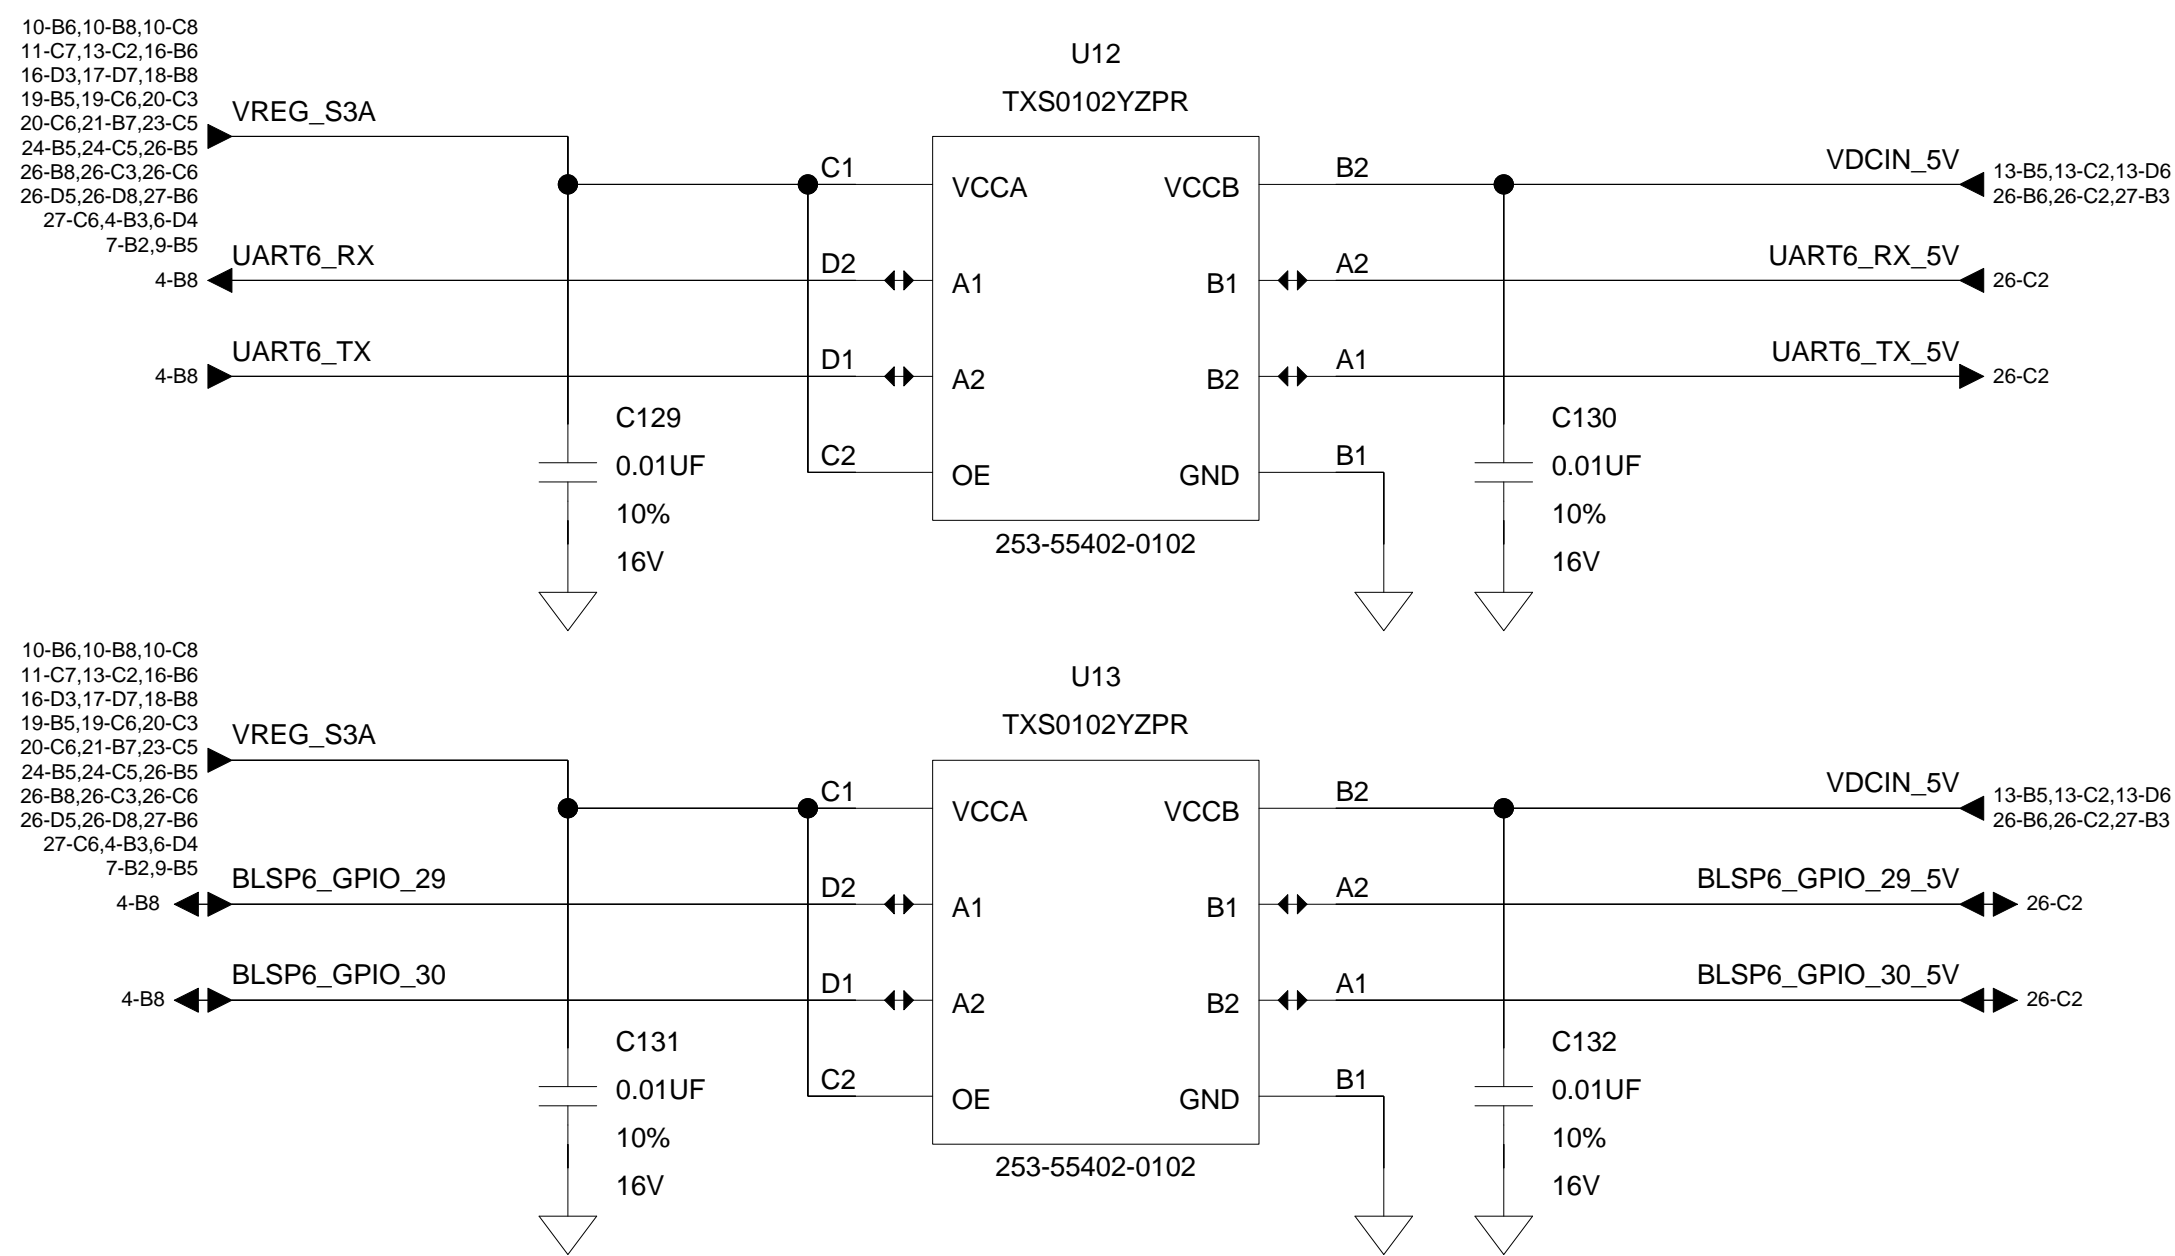 10-B6,10-B8,10-C8
11-C7,13-C2,16-B6
16-D3,17-D7,18-B8
19-B5,19-C6,20-C3
20-C6,21-B7,23-C5
24-B5,24-C5,26-B5
26-B8,26-C3,26-C6
26-D5,26-D8,27-B6
27-C6,4-B3,6-D4
7-B2,9-B5
VREG_S3A
4-B8
UART6_RX
4-B8
UART6_TX
C129
0.01UF
10%
16V
U12
TXS0102YZPR
C1
D2
D1
C2
VCCA
A1
A2
OE
VCCB
B1
B2
GND
B2
A2
A1
B1
253-55402-0102
VDCIN_5V
13-B5,13-C2,13-D6
26-B6,26-C2,27-B3
UART6_RX_5V
26-C2
UART6_TX_5V
26-C2
C130
0.01UF
10%
16V
10-B6,10-B8,10-C8
11-C7,13-C2,16-B6
16-D3,17-D7,18-B8
19-B5,19-C6,20-C3
20-C6,21-B7,23-C5
24-B5,24-C5,26-B5
26-B8,26-C3,26-C6
26-D5,26-D8,27-B6
27-C6,4-B3,6-D4
7-B2,9-B5
VREG_S3A
4-B8
BLSP6_GPIO_29
4-B8
BLSP6_GPIO_30
C131
0.01UF
10%
16V
U13
TXS0102YZPR
C1
D2
D1
C2
VCCA
A1
A2
OE
VCCB
B1
B2
GND
B2
A2
A1
B1
253-55402-0102
VDCIN_5V
13-B5,13-C2,13-D6
26-B6,26-C2,27-B3
BLSP6_GPIO_29_5V
26-C2
BLSP6_GPIO_30_5V
26-C2
C132
0.01UF
10%
16V